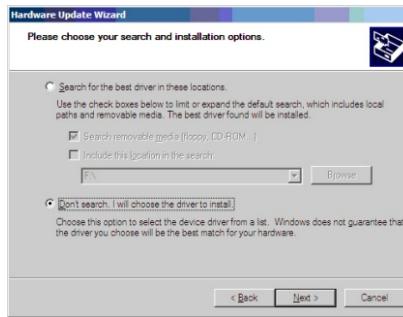 Hardware Update Wizard
Please choose your search and installation options.
Search for the best driver in these locations.
Use the check boxes below to limit or expand the default search, which includes local
paths and removable media. The best driver found will be installed.
Search removable media (floppy, CD-ROM...)
Include this location in the search:
F:\
Browse
Don't search. I will choose the driver to install.
Choose this option to select the device driver from a list. Windows does not guarantee that
the driver you choose will be the best match for your hardware.
< Back
Next >
Cancel